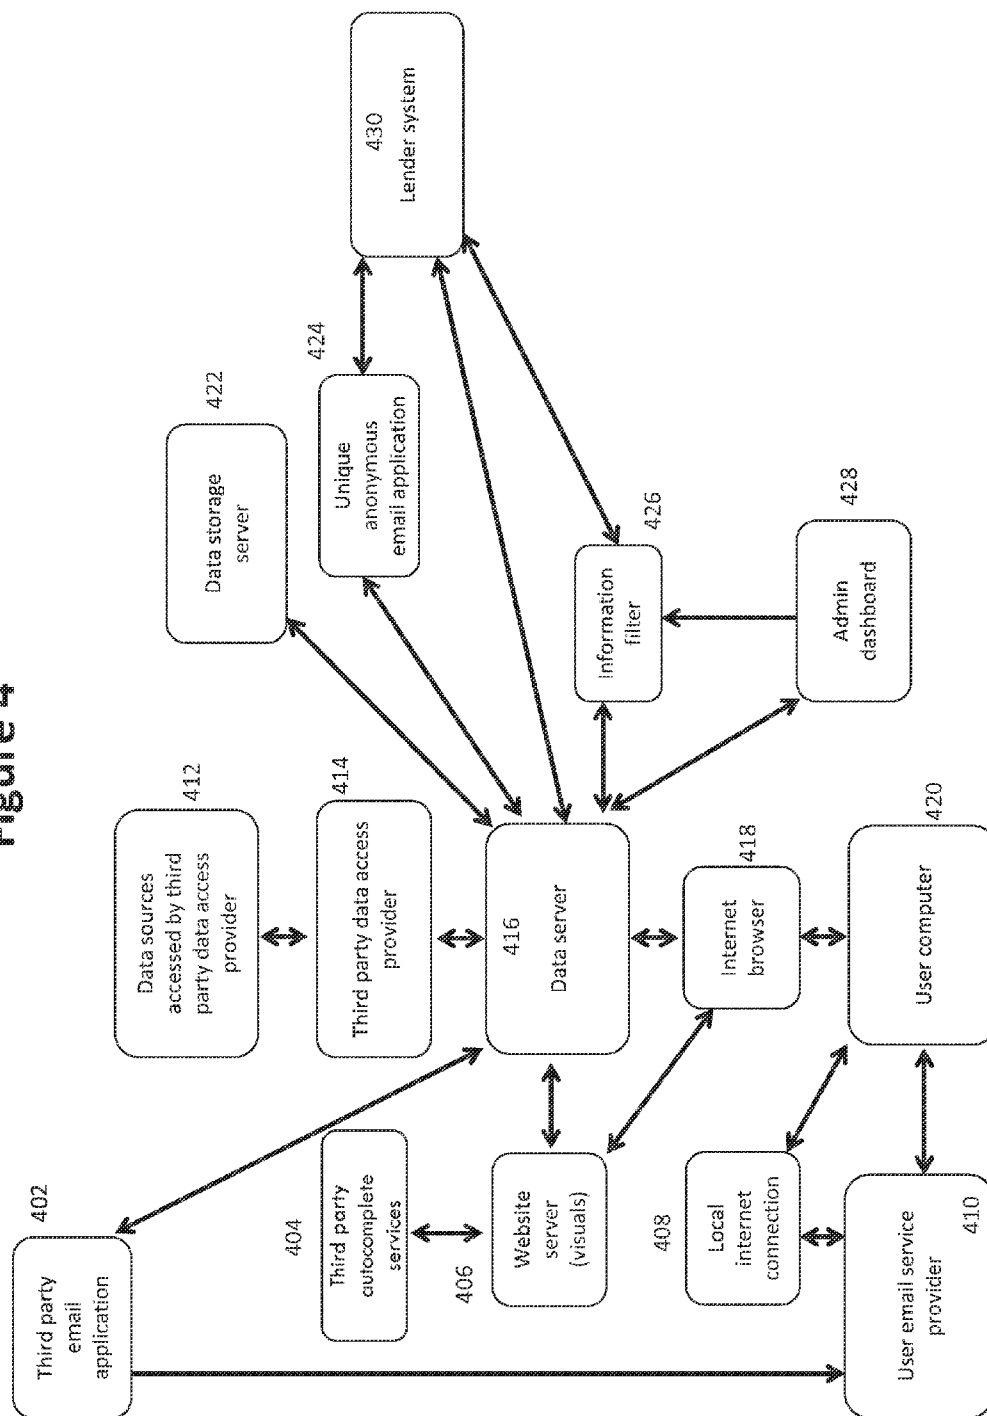 Figure 4
402
Third party
email
application
404
Third party
autocomplete
services
406
Website
server
(visuals)
408
Local
internet
connection
User email service
provider
410
412
Data sources
accessed by third
party data access
provider
414
Third party data access
provider
416
Data server
418
Internet
browser
420
User computer
422
Data storage
server
424
Unique
anonymous
email application
426
Information
filter
428
Admin
dashboard
430
Lender system